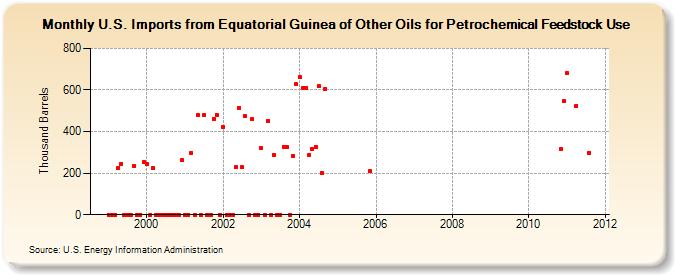 Monthly U.S. Imports from Equatorial Guinea of Other Oils for Petrochemical Feedstock Use
Thousand Barrels
800
600
400
200
0
2000 2002 2004 2006 2008 2010 2012
Source: U.S. Energy Information Administration